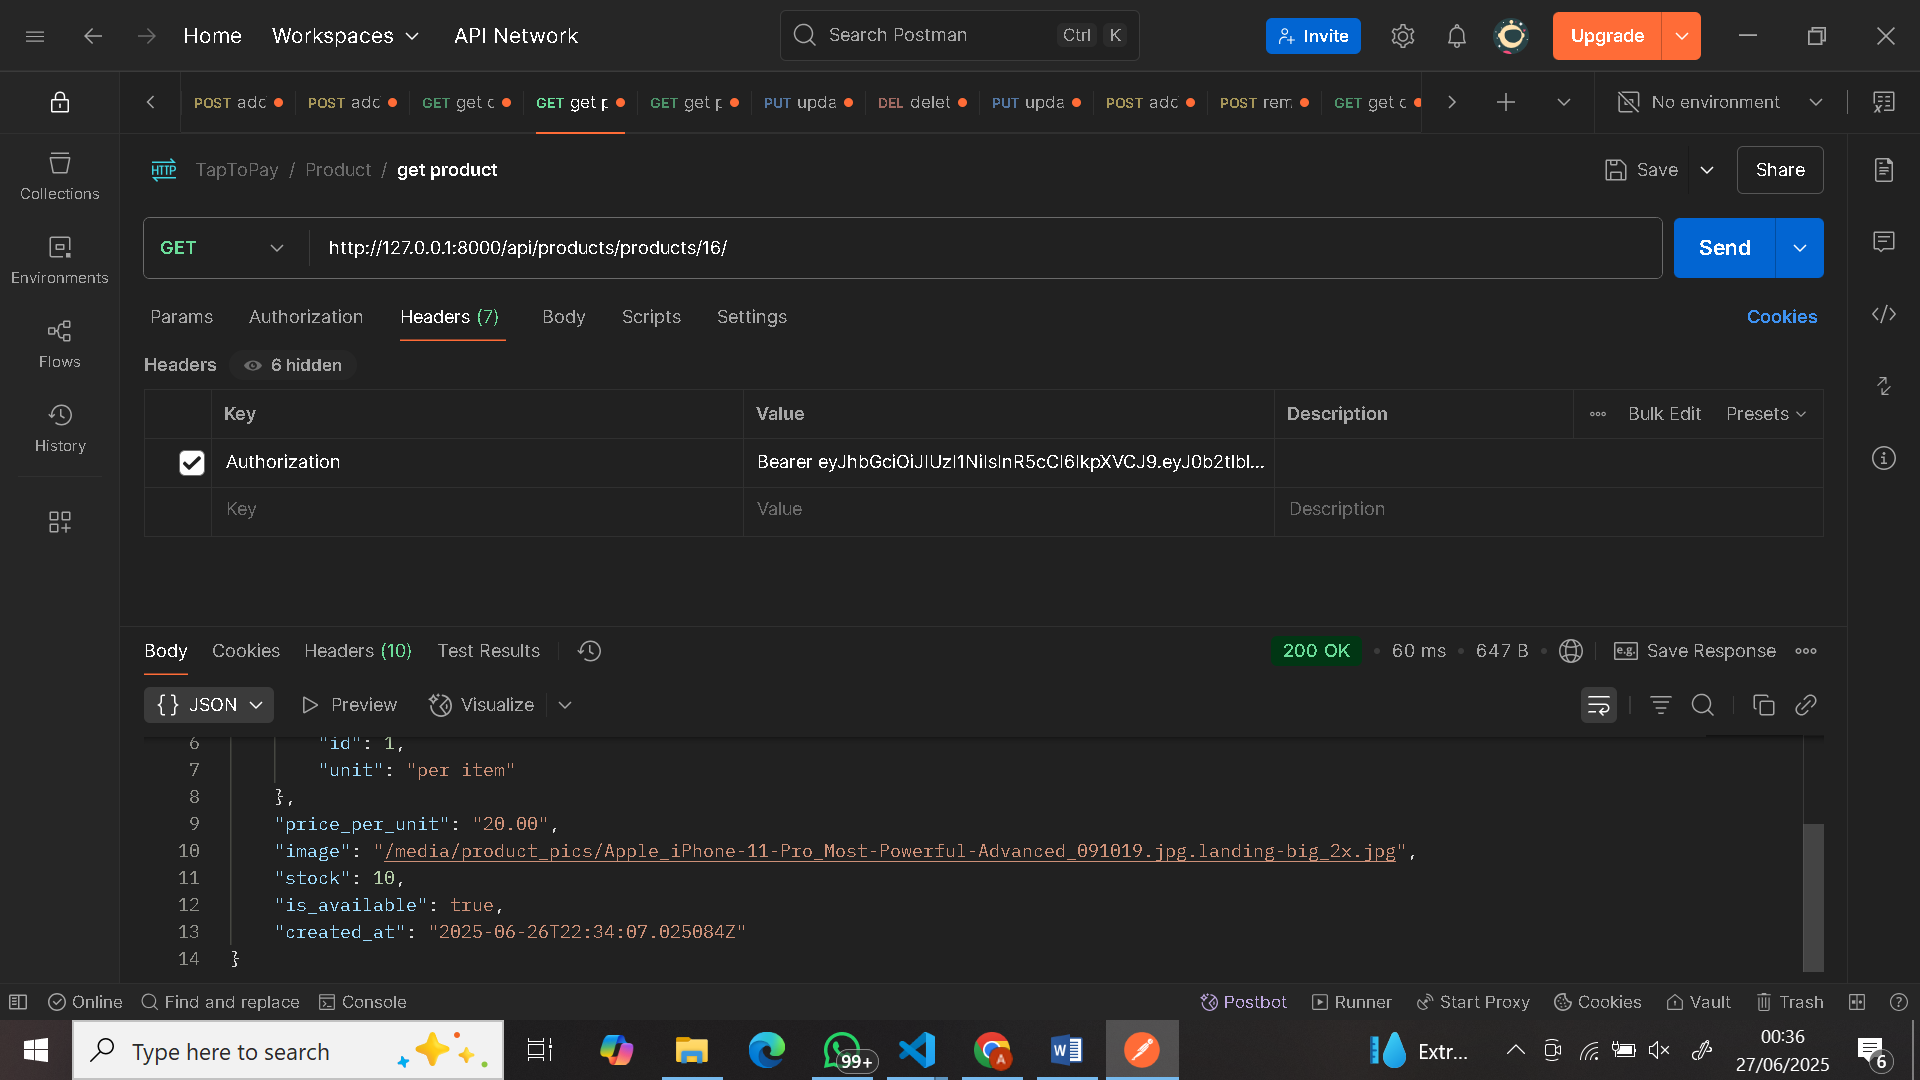 Home Workspaces API Network Search Postman Ctrl K Invite Upgrade
POST adc POST adc GET get c GET get p GET get p PUT upda DEL delet PUT upda POST adc POST rem GET get c No environment
HTTP TapToPay / Product / get product Save Share
Collections
Environments
Flows
History
GET http://127.0.0.1:8000/api/products/products/16/ Send
Params Authorization Headers (7) Body Scripts Settings Cookies
Headers 6 hidden
Key Value Description Bulk Edit Presets
Authorization Bearer eyJhbGciOiJIUzI1NiIsInR5cCI6IkpXVCJ9.eyJ0b2tlbl...
Key Value Description
Body Cookies Headers (10) Test Results 200 OK • 60 ms • 647 B • e.g. Save Response
{} JSON Preview Visualize
6 "id": 1,
7 "unit": "per item"
8 },
9 "price_per_unit": "20.00",
10 "image": "/media/product_pics/Apple_iPhone-11-Pro_Most-Powerful-Advanced_091019.jpg.landing-big_2x.jpg",
11 "stock": 10,
12 "is_available": true,
13 "created_at": "2025-06-26T22:34:07.025084Z"
14 }
Online Find and replace Console Postbot Runner Start Proxy Cookies Vault Trash
Type here to search 99+ A Extr... 00:36
27/06/2025 6